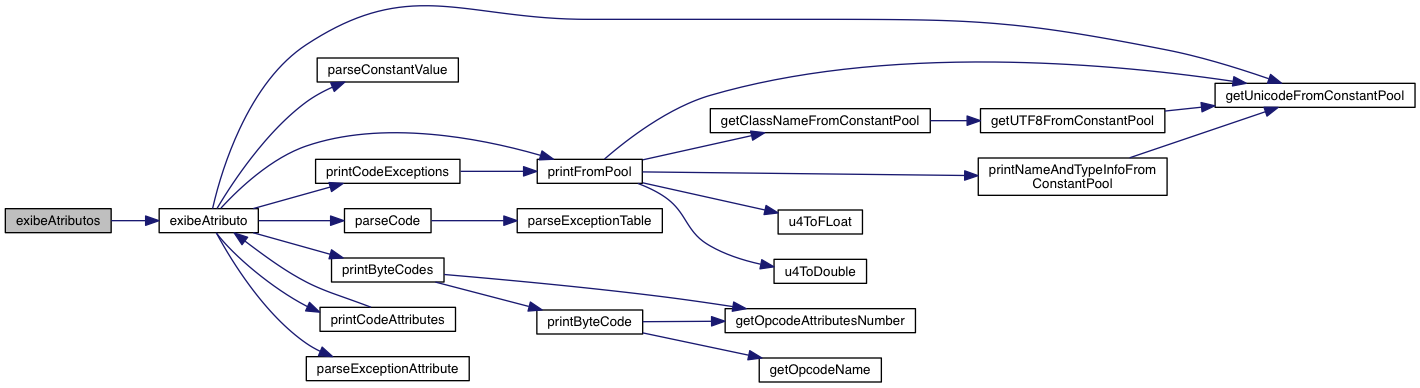 exibeAtributos
exibeAtributo
parseConstantValue
printCodeExceptions
parseCode
printByteCodes
printCodeAttributes
parseExceptionAttribute
printFromPool
parseExceptionTable
printByteCode
getClassNameFromConstantPool
u4ToFLoat
u4ToDouble
getOpcodeAttributesNumber
getOpcodeName
getUTF8FromConstantPool
printNameAndTypeInfoFrom
ConstantPool
getUnicodeFromConstantPool